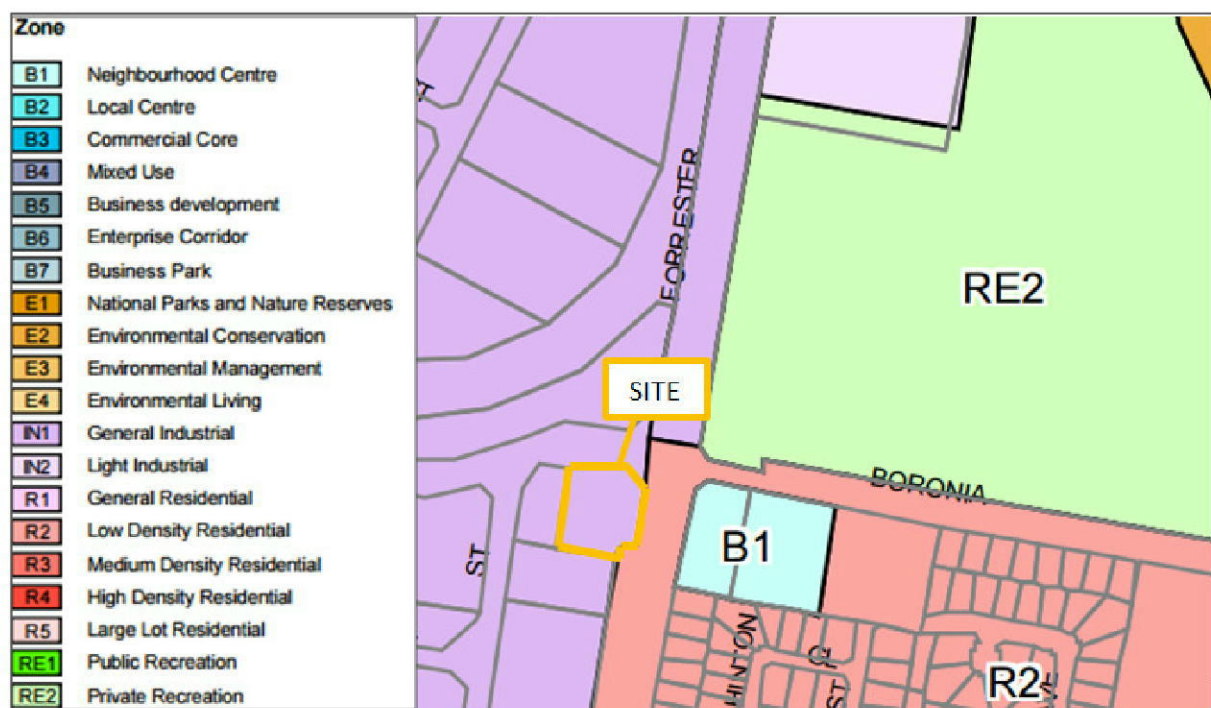 Zone
B1 Neighbourhood Centre
B2 Local Centre
B3 Commercial Core
B4 Mixed Use
B5 Business development
B6 Enterprise Corridor
B7 Business Park
E1 National Parks and Nature Reserves
E2 Environmental Conservation
E3 Environmental Management
E4 Environmental Living
IN1 General Industrial
IN2 Light Industrial
R1 General Residential
R2 Low Density Residential
R3 Medium Density Residential
R4 High Density Residential
R5 Large Lot Residential
RE1 Public Recreation
RE2 Private Recreation
FORRESTER
RE2
SITE
BORONIA
B1
ST
HINTON
ST
R2